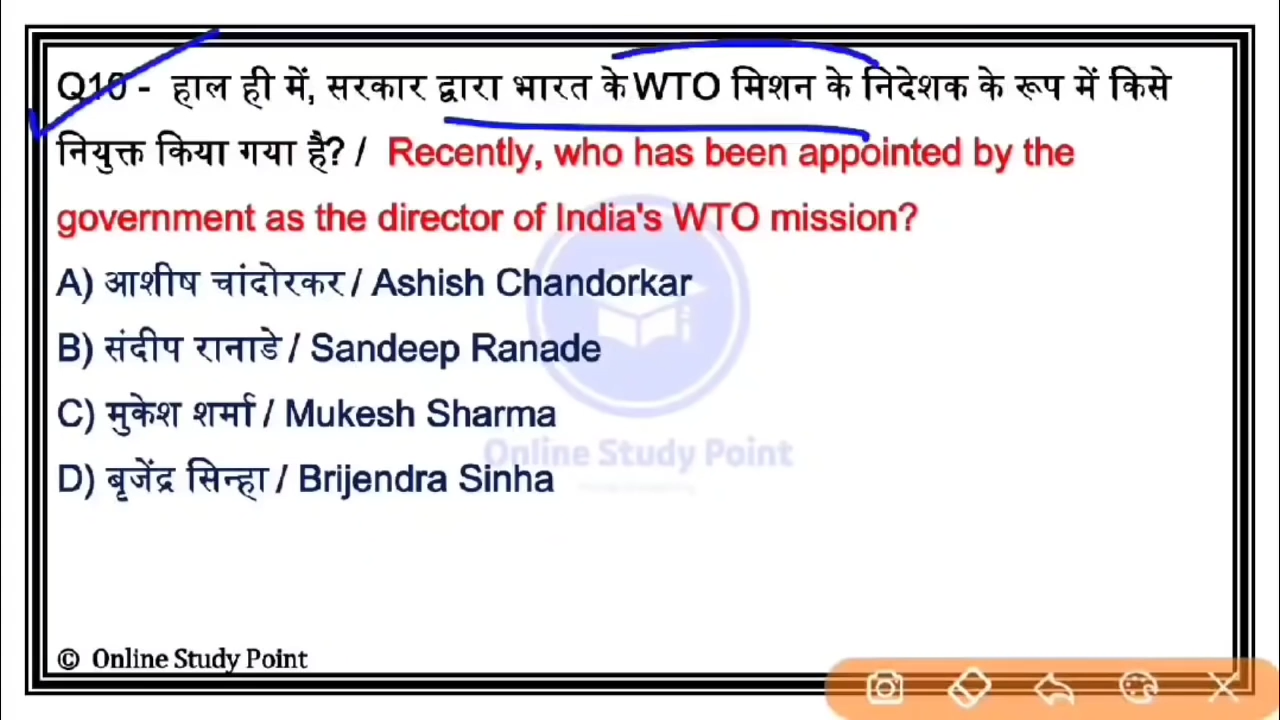 Q10 - हाल ही में, सरकार द्वारा भारत के WTO मिशन के निदेशक के रूप में किसे
नियुक्त किया गया है? / Recently, who has been appointed by the
government as the director of India's WTO mission?
A) आशीष चांदोरकर / Ashish Chandorkar
B) संदीप रानाडे / Sandeep Ranade
C) मुकेश शर्मा / Mukesh Sharma
D) बृजेंद्र सिन्हा / Brijendra Sinha
Online Study Point
© Online Study Point